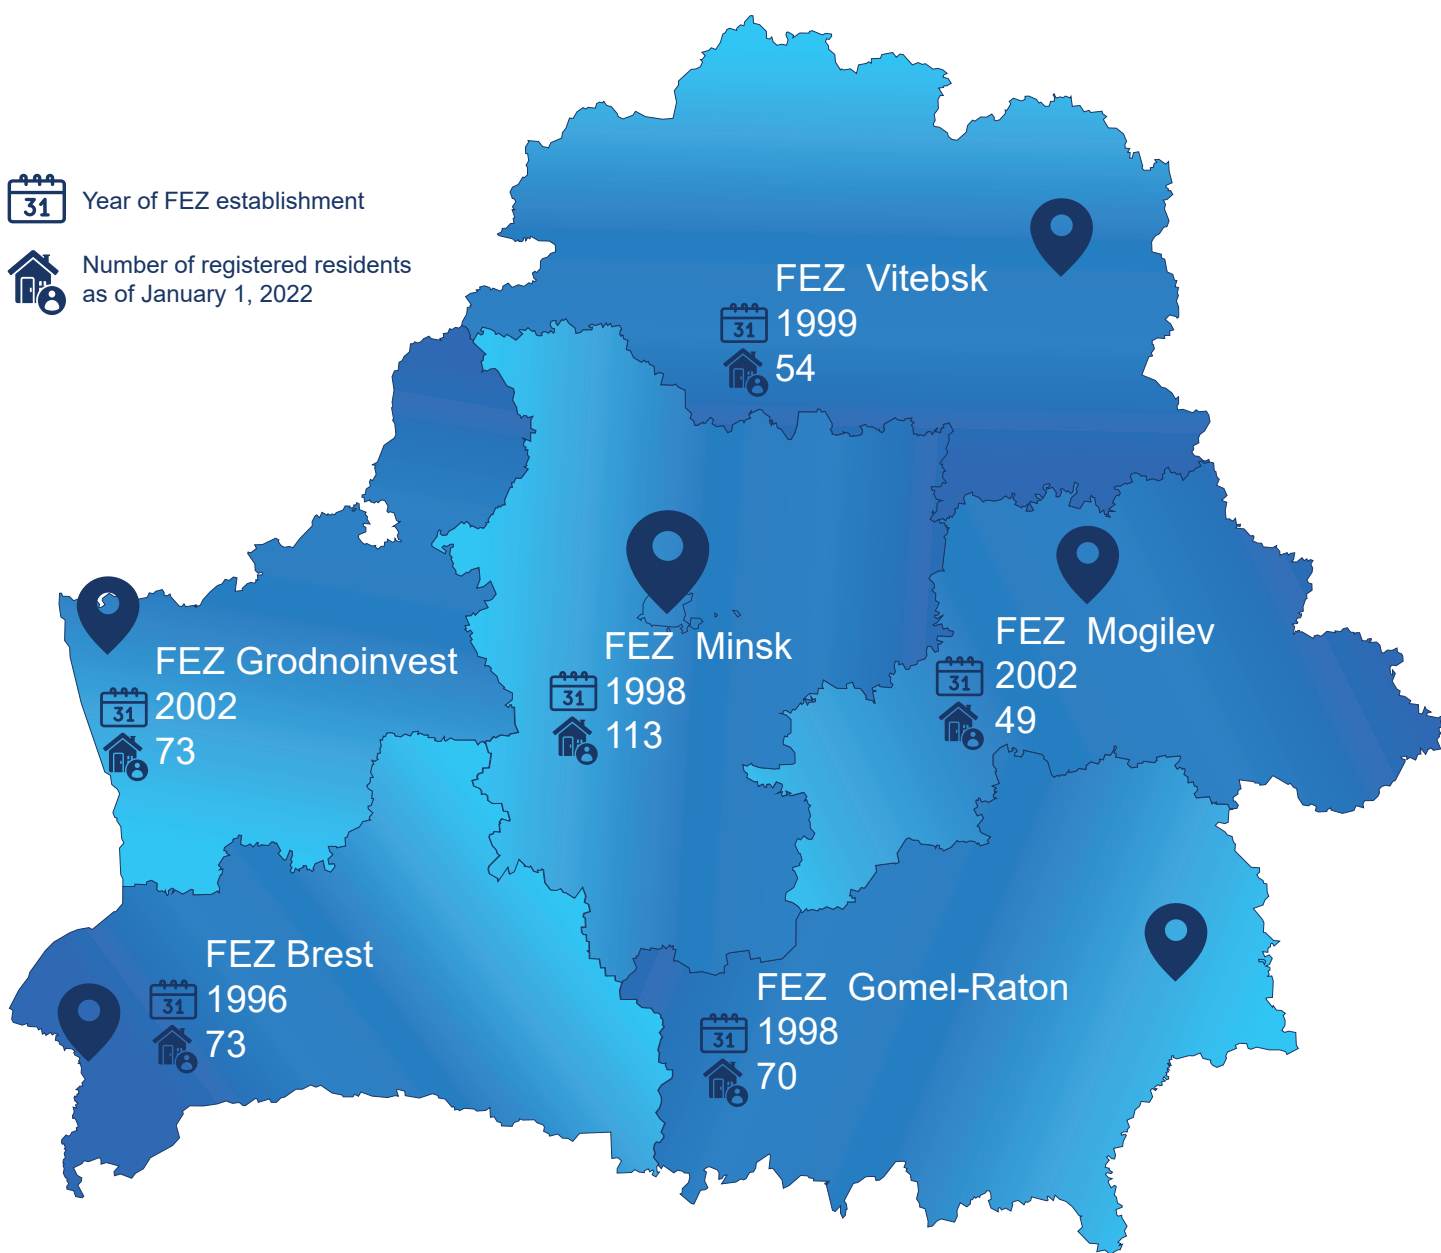 31
Year of FEZ establishment
Number of registered residents
as of January 1, 2022
FEZ Vitebsk
31
1999
54
FEZ Minsk
31
1998
113
FEZ Mogilev
31
2002
49
FEZ Grodnoinvest
31
2002
73
FEZ Brest
31
1996
73
FEZ Gomel-Raton
31
1998
70